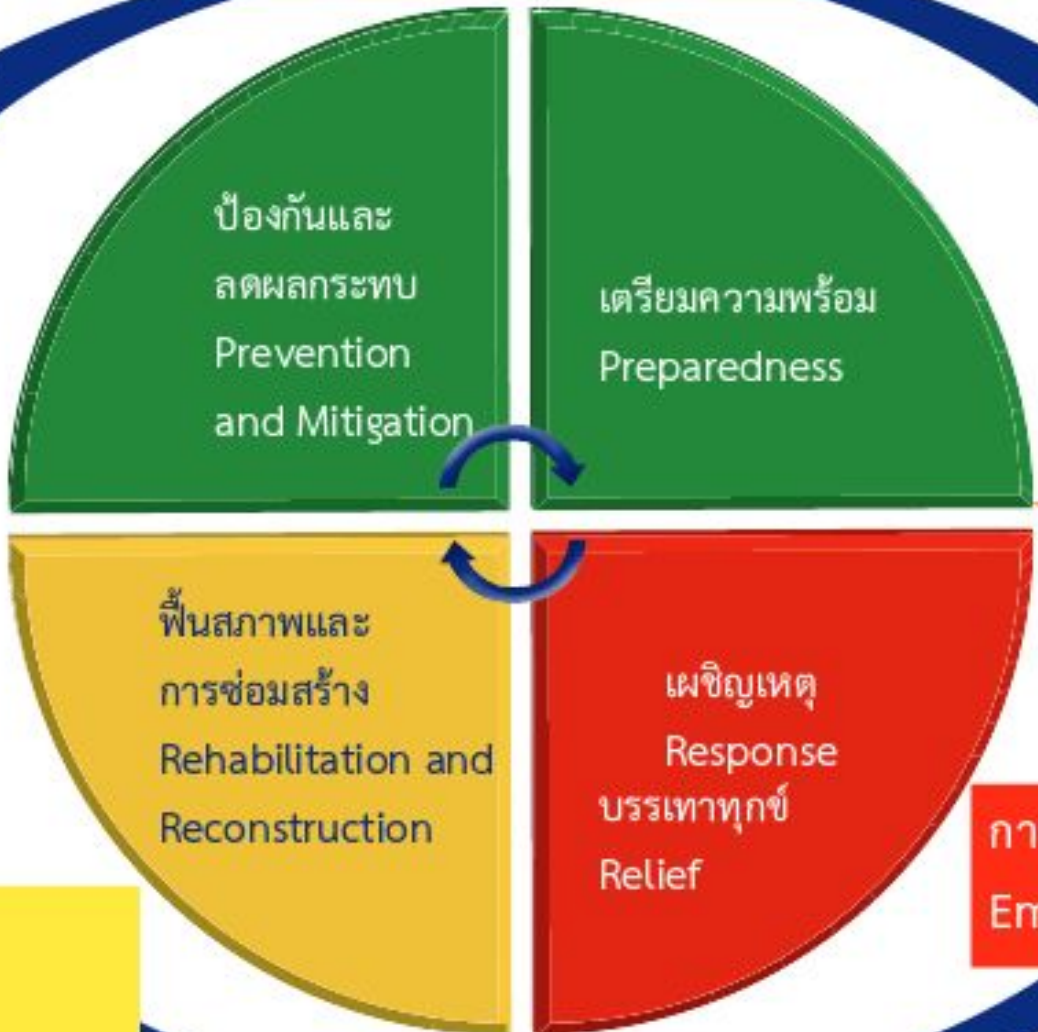 ป้องกันและ
ลดผลกระทบ
Prevention
and Mitigation
เตรียมความพร้อม
Preparedness
ฟื้นสภาพและ
การซ่อมสร้าง
Rehabilitation and
Reconstruction
เผชิญเหตุ
Response
บรรเทาทุกข์
Relief
กา
Em